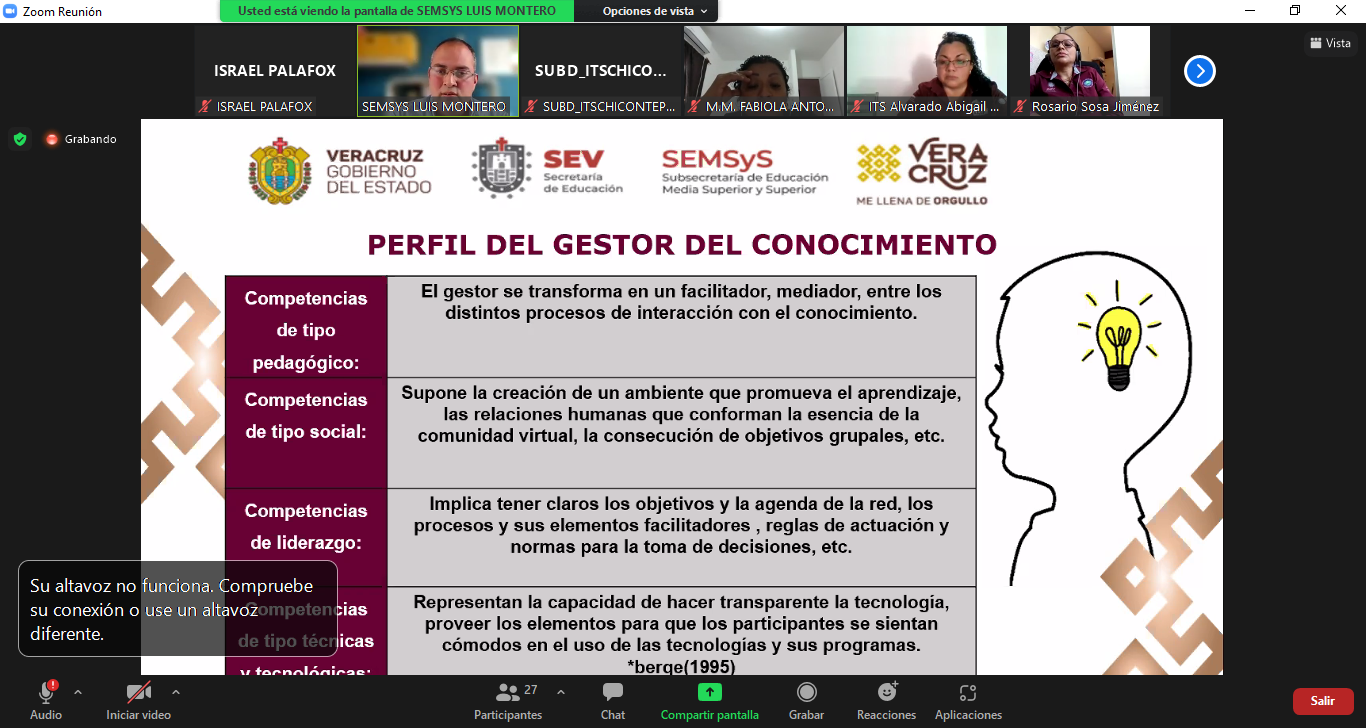 Zoom Reunión
Usted está viendo la pantalla de SEMSYS LUIS MONTERO
Opciones de vista
ISRAEL PALAFOX
SUBD_ITSCHICO...
ISRAEL PALAFOX
SEMSYS LUIS MONTERO
SUBD_ITSCHICONTEP...
M.M. FABIOLA ANTO...
ITS Alvarado Abigail ...
Rosario Sosa Jiménez
Vista
Grabando
VERACRUZ
GOBIERNO
DEL ESTADO
SEV
Secretaría
de Educación
SEMSyS
Subsecretaría de Educación
Media Superior y Superior
VERA
CRUZ
ME LLENA DE ORGULLO
PERFIL DEL GESTOR DEL CONOCIMIENTO
Competencias
de tipo
pedagógico:
El gestor se transforma en un facilitador, mediador, entre los
distintos procesos de interacción con el conocimiento.
Competencias
de tipo social:
Supone la creación de un ambiente que promueva el aprendizaje,
las relaciones humanas que conforman la esencia de la
comunidad virtual, la consecución de objetivos grupales, etc.
Competencias
de liderazgo:
Implica tener claros los objetivos y la agenda de la red, los
procesos y sus elementos facilitadores , reglas de actuación y
normas para la toma de decisiones, etc.
Competencias
de tipo técnicas
y tecnológicas:
Representan la capacidad de hacer transparente la tecnología,
proveer los elementos para que los participantes se sientan
cómodos en el uso de las tecnologías y sus programas.
*berge(1995)
Su altavoz no funciona. Compruebe
su conexión o use un altavoz
diferente.
Audio
Iniciar video
27
Participantes
Chat
Compartir pantalla
Grabar
Reacciones
Aplicaciones
Salir